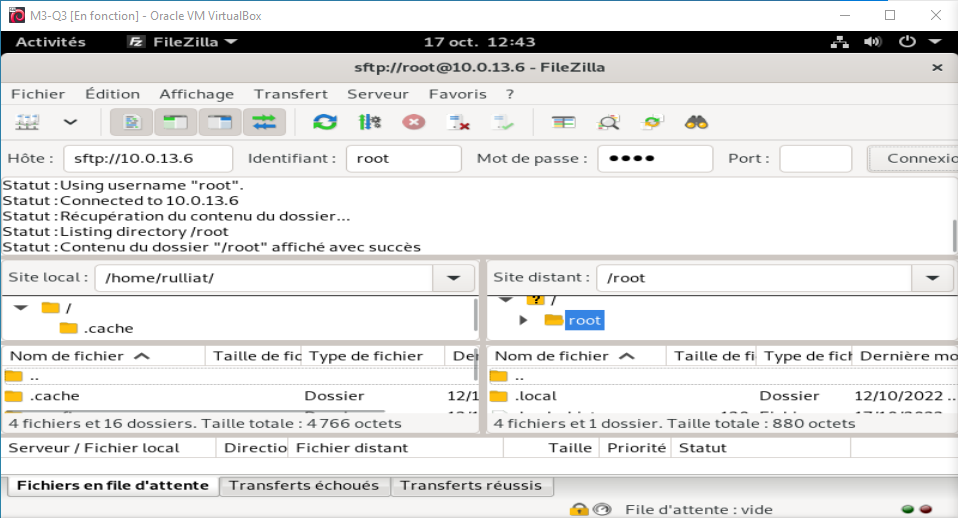 M3-Q3 [En fonction] - Oracle VM VirtualBox
Activités FileZilla 17 oct. 12:43
sftp://root@10.0.13.6 - FileZilla
Fichier Édition Affichage Transfert Serveur Favoris ?
Hôte : sftp://10.0.13.6 Identifiant : root Mot de passe : •••• Port : Connexio
Statut : Using username "root".
Statut : Connected to 10.0.13.6
Statut : Récupération du contenu du dossier...
Statut : Listing directory /root
Statut : Contenu du dossier "/root" affiché avec succès
Site local : /home/rulliat/ Site distant : /root
/ ? /
.cache root
Nom de fichier Taille de fic Type de fichier Der Nom de fichier Taille de fi Type de fich Dernière mo
.. ..
.cache Dossier 12/1 .local Dossier 12/10/2022 ...
4 fichiers et 16 dossiers. Taille totale : 4 766 octets 4 fichiers et 1 dossier. Taille totale : 880 octets
Serveur / Fichier local Directio Fichier distant Taille Priorité Statut
Fichiers en file d'attente Transferts échoués Transferts réussis
File d'attente : vide